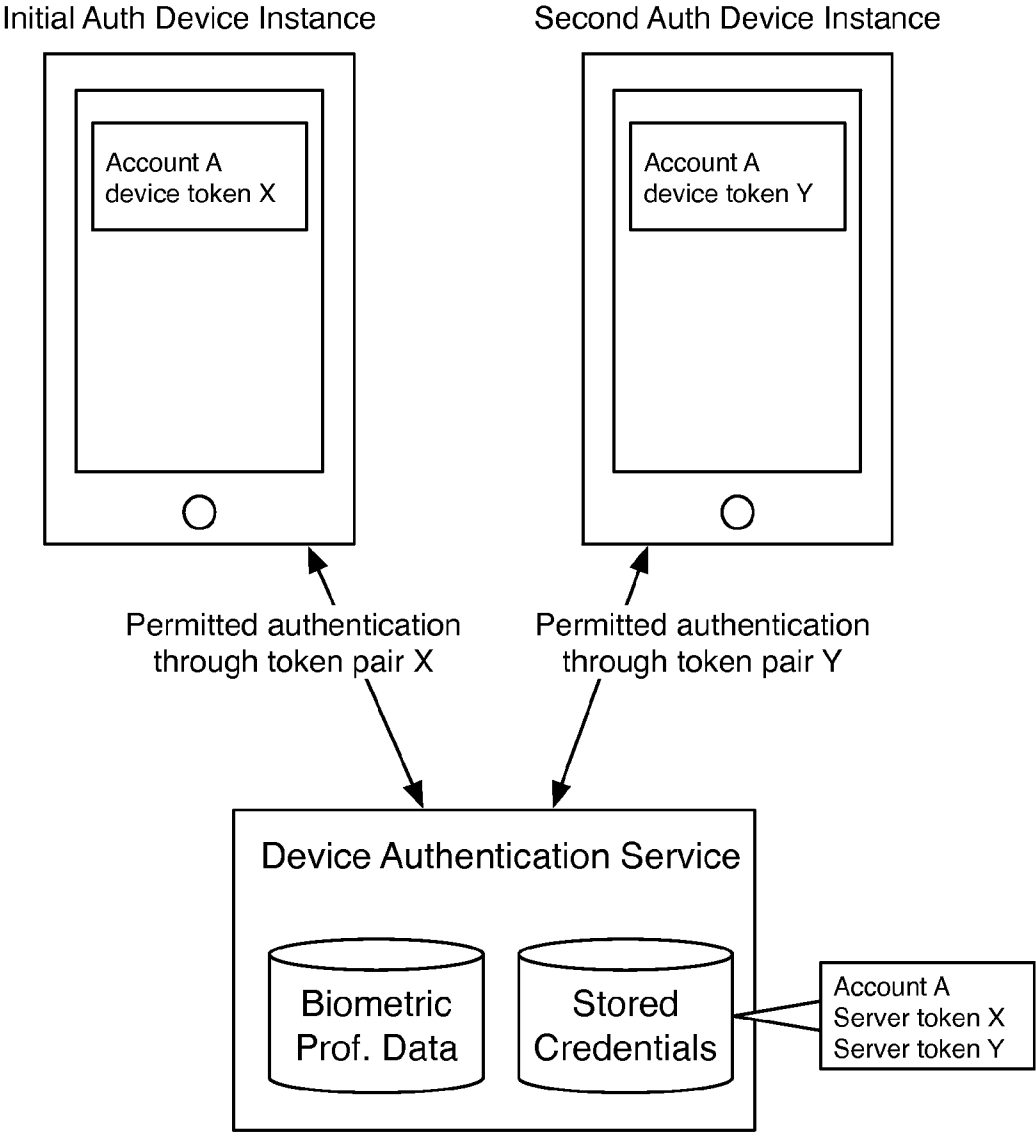 Initial Auth Device Instance
Second Auth Device Instance
Account A
device token X
Account A
device token Y
Permitted authentication
through token pair X
Permitted authentication
through token pair Y
Device Authentication Service
Biometric
Prof. Data
Stored
Credentials
Account A
Server token X
Server token Y